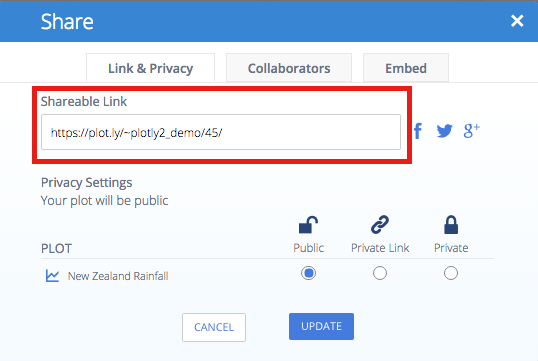 Share
Link & Privacy
Collaborators
Embed
Shareable Link
https://plot.ly/~plotly2_demo/45/
Privacy Settings
Your plot will be public
PLOT
Public
Private Link
Private
New Zealand Rainfall
CANCEL
UPDATE